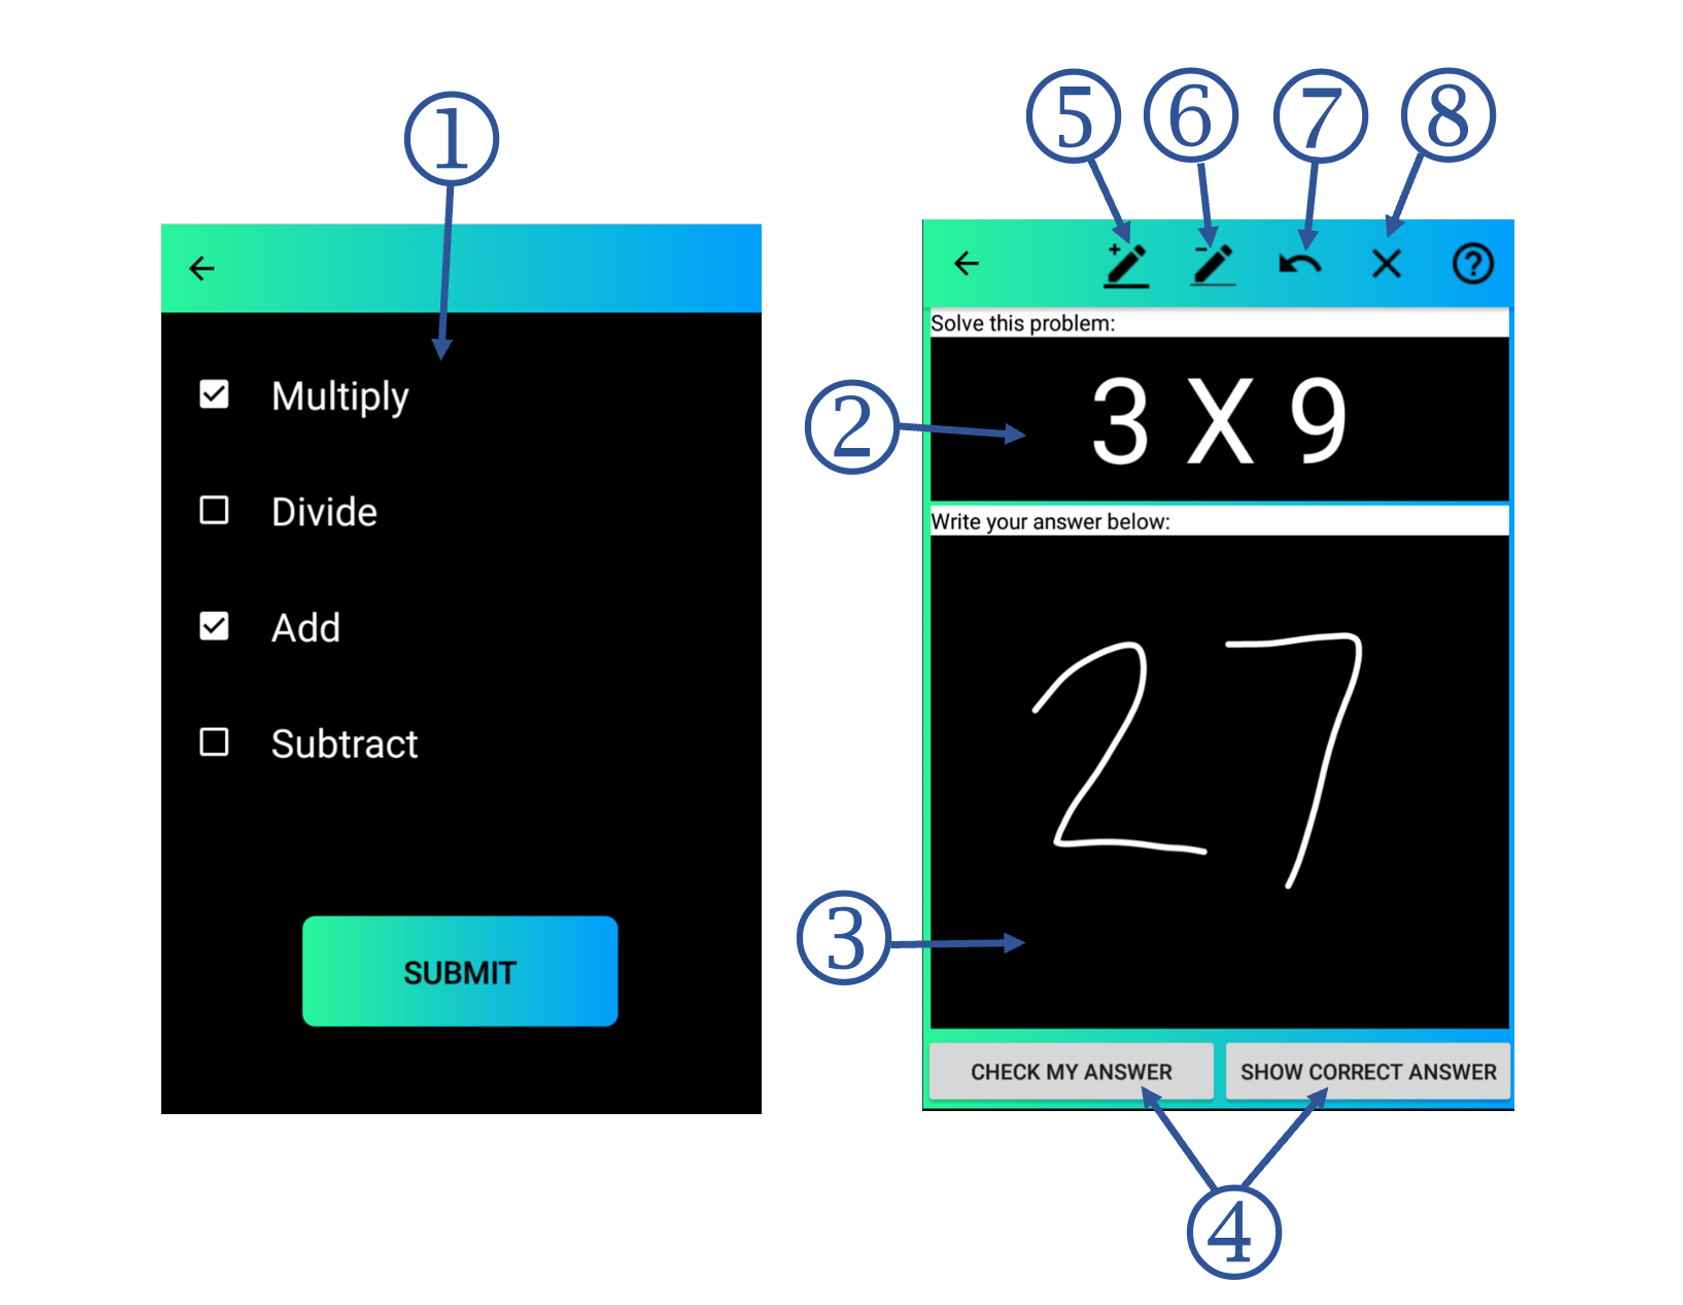 ①
⑤ ⑥ ⑦ ⑧
Multiply
Divide
Add
Subtract
SUBMIT
Solve this problem:
② 3 X 9
Write your answer below:
27
③
CHECK MY ANSWER SHOW CORRECT ANSWER
④